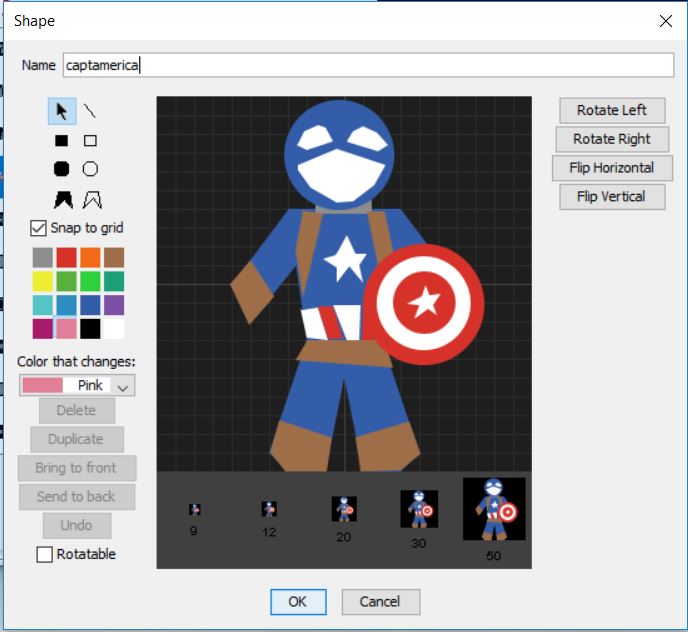 Shape
Name captamerica
Rotate Left
Rotate Right
Flip Horizontal
Flip Vertical
Snap to grid
Color that changes:
Pink
Delete
Duplicate
Bring to front
Send to back
Undo
Rotatable
9 12 20 30 50
OK Cancel